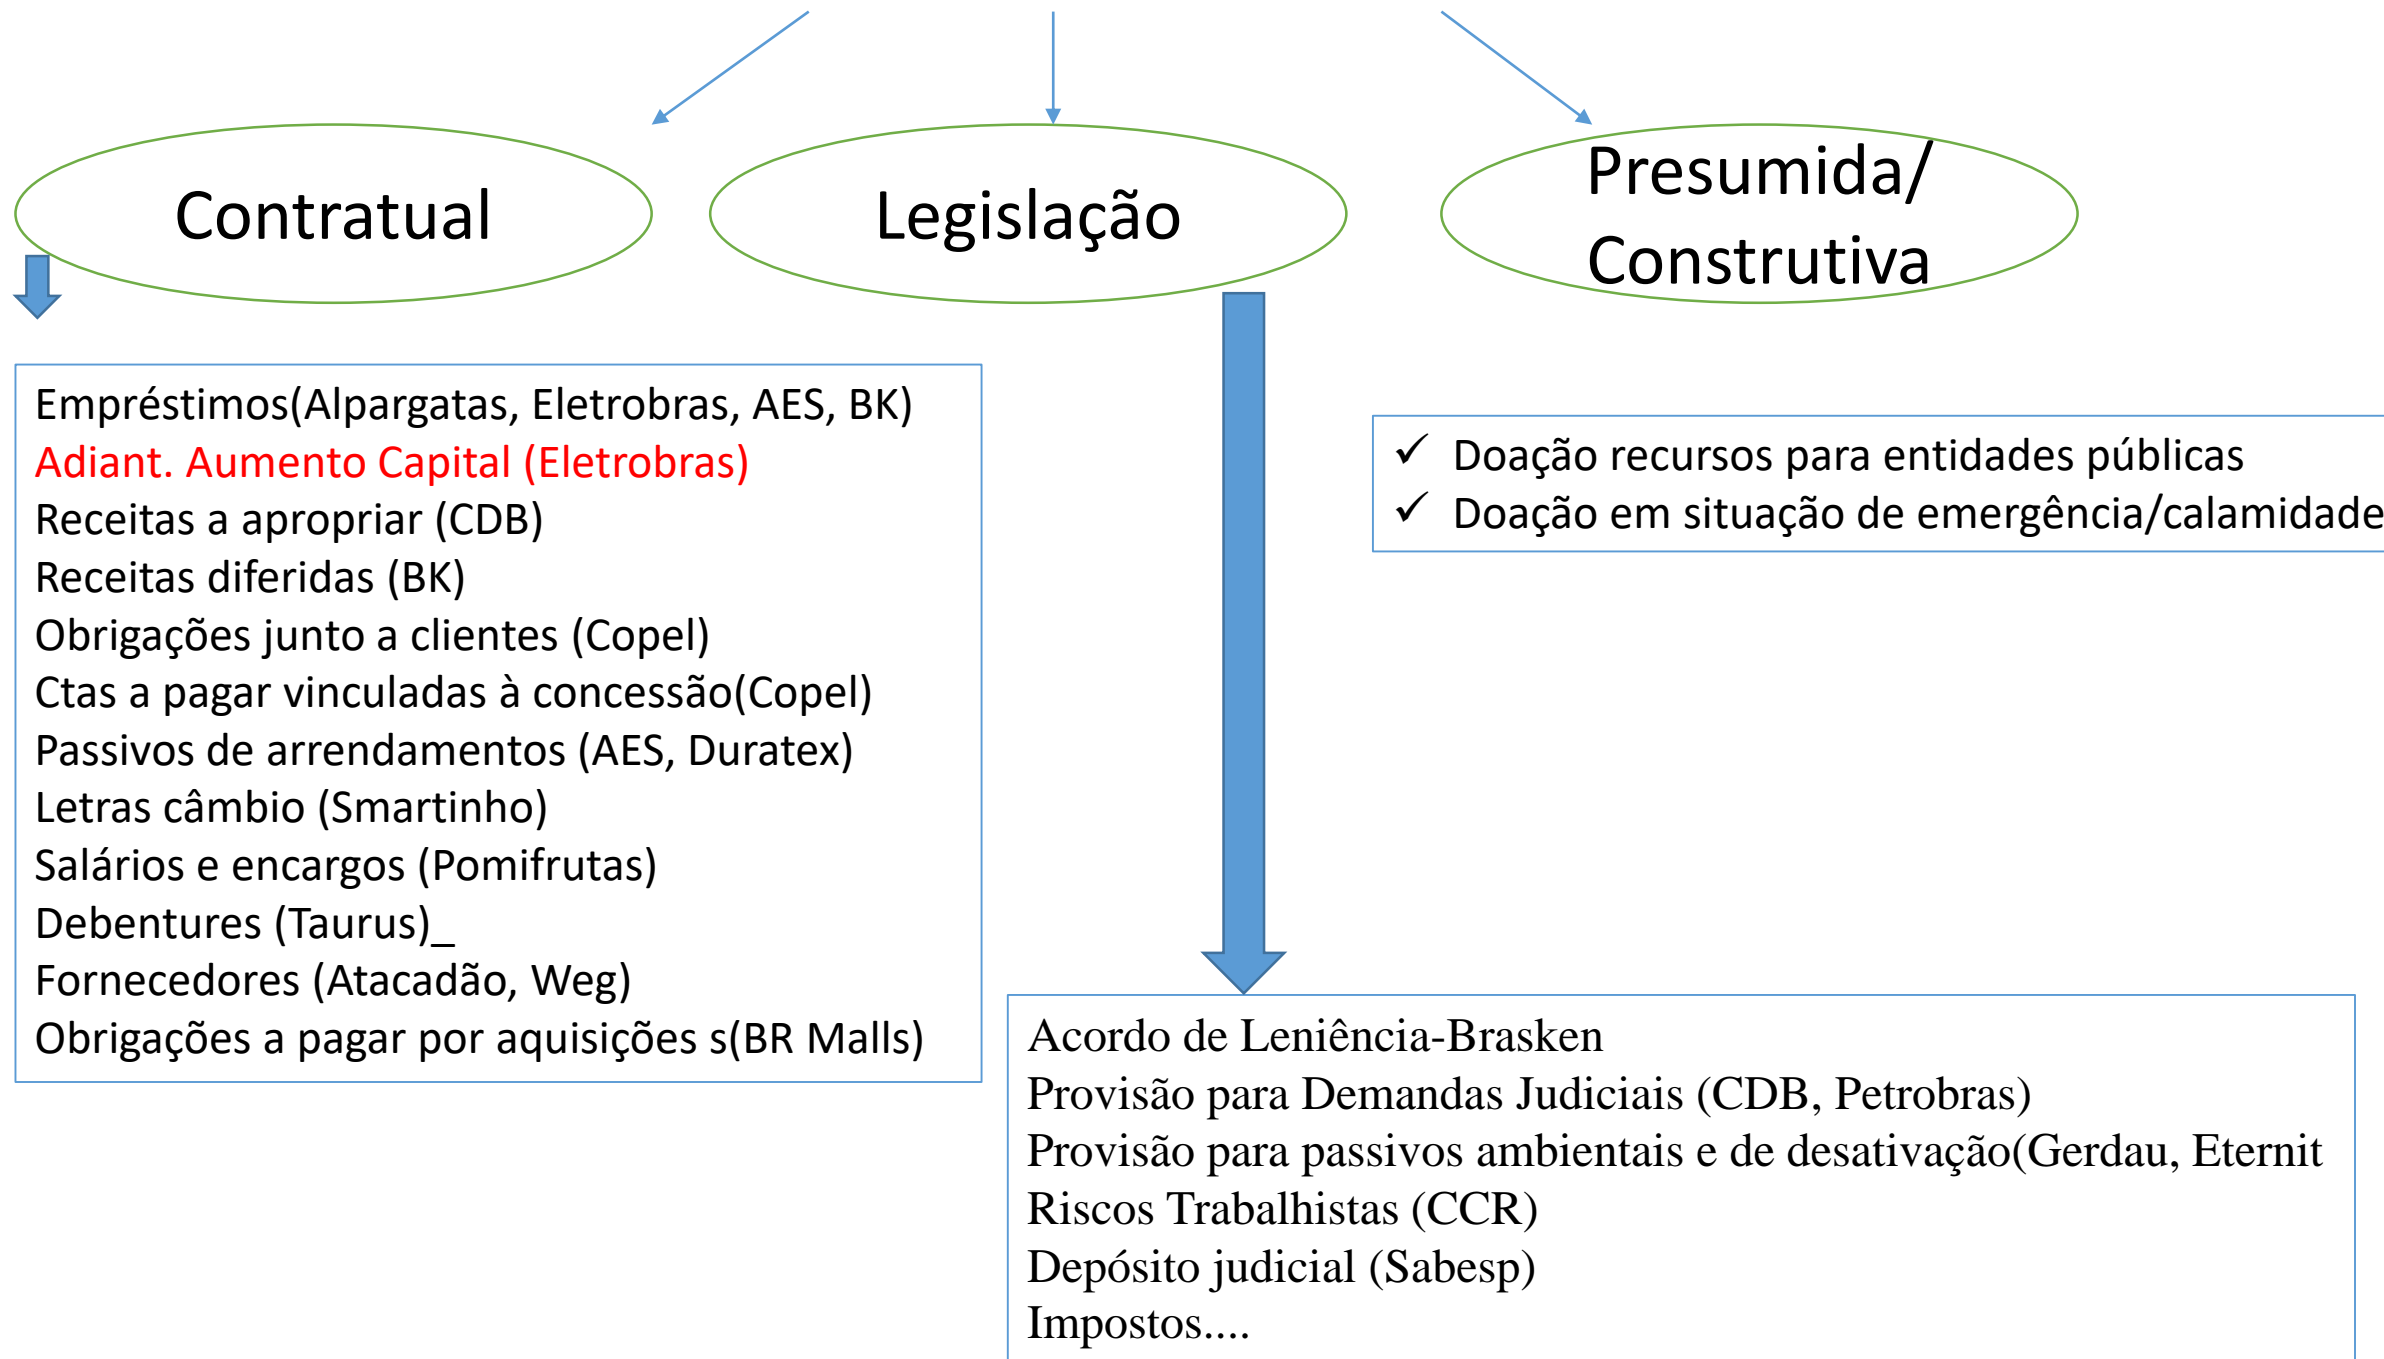 Contratual
Legislação
Presumida/
Construtiva
Empréstimos(Alpargatas, Eletrobras, AES, BK)
Adiant. Aumento Capital (Eletrobras)
Receitas a apropriar (CDB)
Receitas diferidas (BK)
Obrigações junto a clientes (Copel)
Ctas a pagar vinculadas à concessão(Copel)
Passivos de arrendamentos (AES, Duratex)
Letras câmbio (Smartinho)
Salários e encargos (Pomifrutas)
Debentures (Taurus)_
Fornecedores (Atacadão, Weg)
Obrigações a pagar por aquisições s(BR Malls)
✓ Doação recursos para entidades públicas
✓ Doação em situação de emergência/calamidade
Acordo de Leniência-Brasken
Provisão para Demandas Judiciais (CDB, Petrobras)
Provisão para passivos ambientais e de desativação(Gerdau, Eternit
Riscos Trabalhistas (CCR)
Depósito judicial (Sabesp)
Impostos....